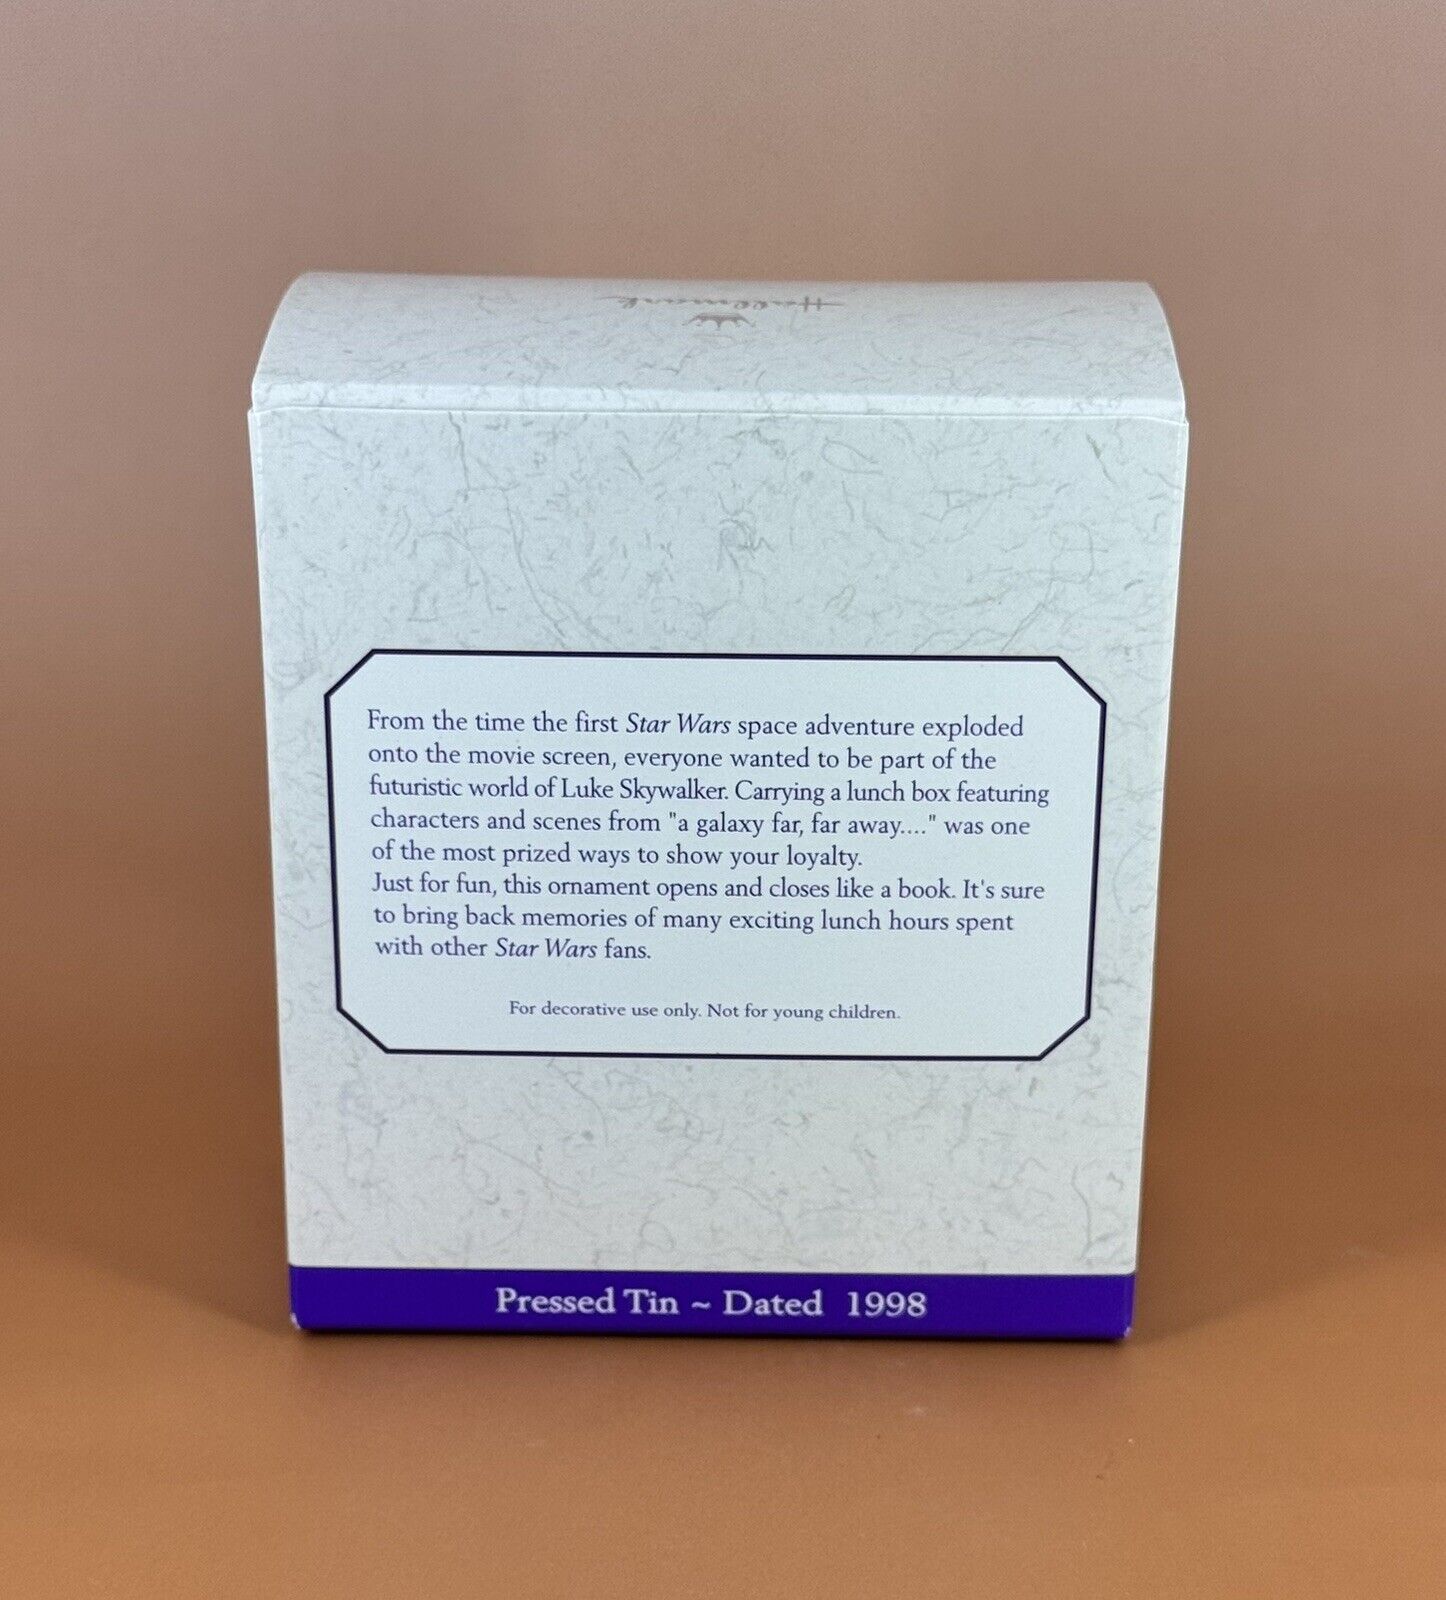 Hallmark
From the time the first Star Wars space adventure exploded
onto the movie screen, everyone wanted to be part of the
futuristic world of Luke Skywalker. Carrying a lunch box featuring
characters and scenes from "a galaxy far, far away...." was one
of the most prized ways to show your loyalty.
Just for fun, this ornament opens and closes like a book. It's sure
to bring back memories of many exciting lunch hours spent
with other Star Wars fans.
For decorative use only. Not for young children.
Pressed Tin ~ Dated 1998